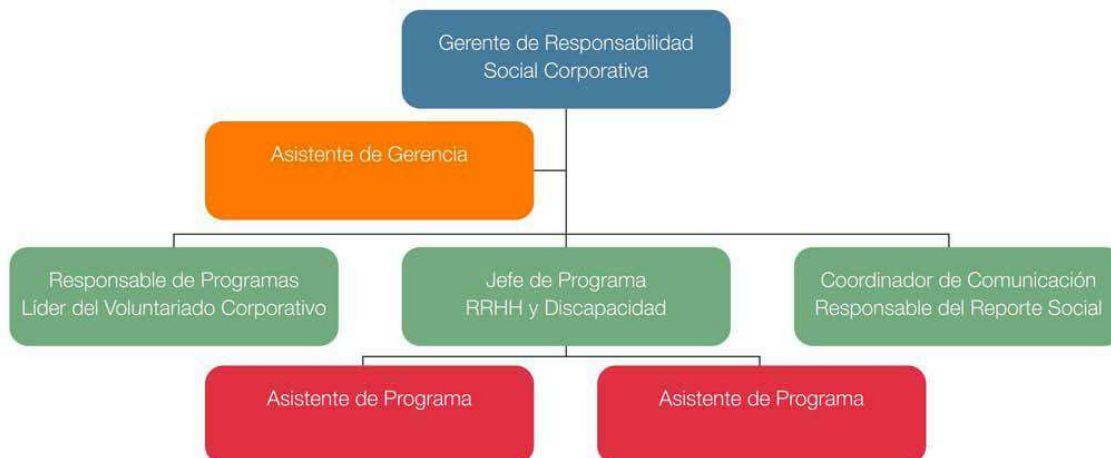 Gerente de Responsabilidad
Social Corporativa
Asistente de Gerencia
Responsable de Programas
Líder del Voluntariado Corporativo
Jefe de Programa
RRHH y Discapacidad
Coordinador de Comunicación
Responsable del Reporte Social
Asistente de Programa
Asistente de Programa